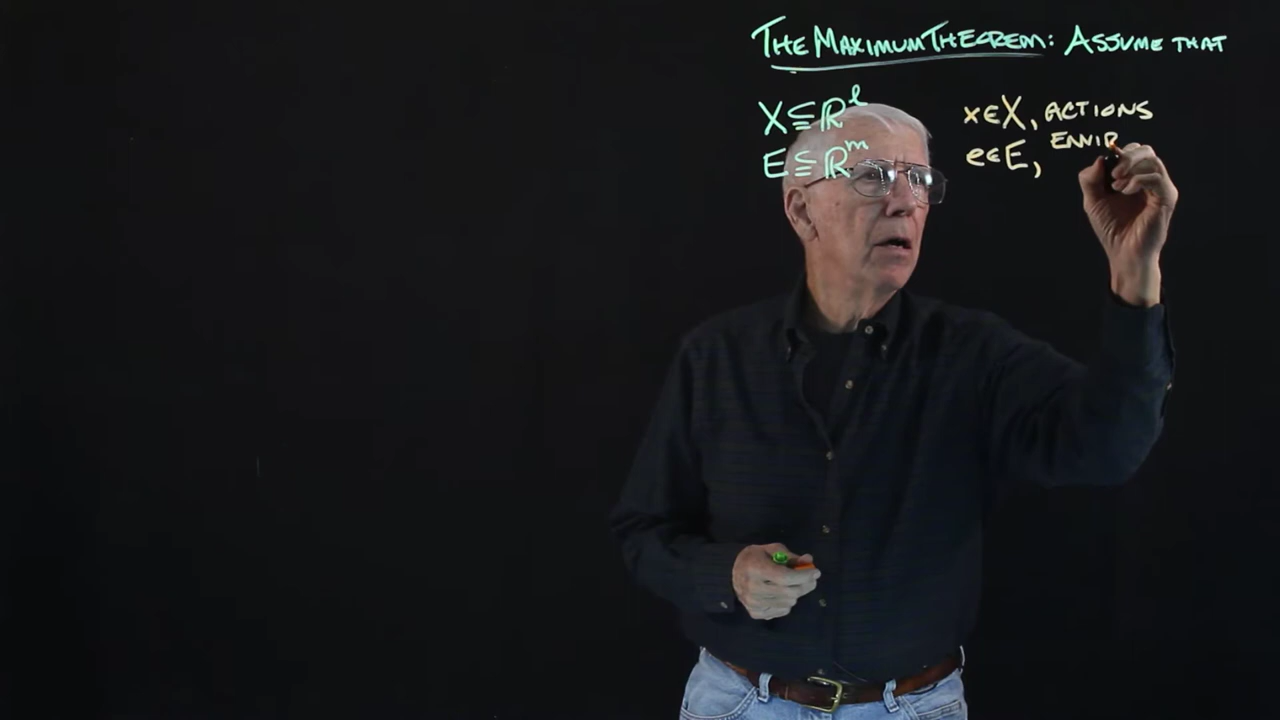 THE MAXIMUM THEOREM: ASSUME THAT
X ⊆ ℝ^ℓ x∈X, ACTIONS
E ⊆ ℝ^m e∈E, ENVIR